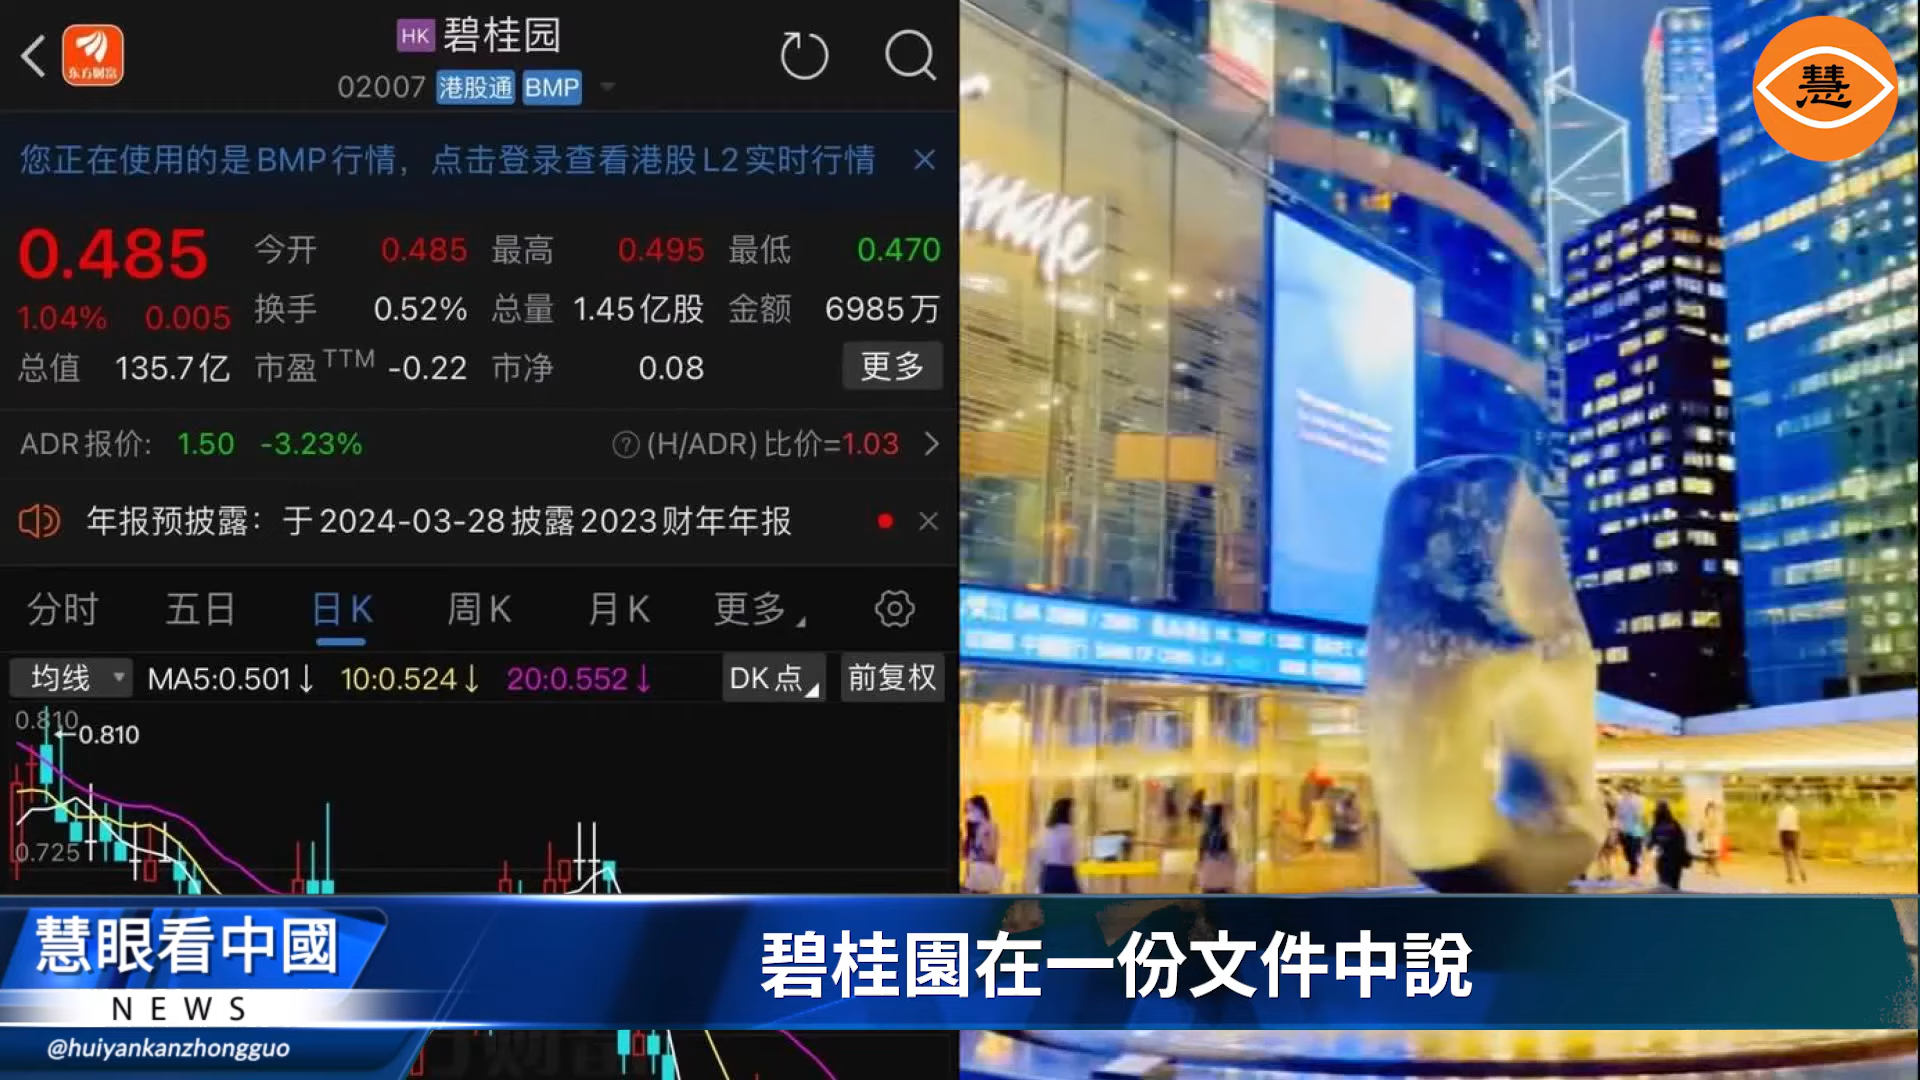 东方财富
HK 碧桂园
02007 港股通 BMP
您正在使用的是BMP行情，点击登录查看港股L2实时行情
0.485 今开 0.485 最高 0.495 最低 0.470
1.04% 0.005 换手 0.52% 总量 1.45亿股 金额 6985万
总值 135.7亿 市盈TTM -0.22 市净 0.08 更多
ADR报价: 1.50 -3.23% ?(H/ADR)比价=1.03
年报预披露：于2024-03-28披露2023财年年报
分时 五日 日K 周K 月K 更多
均线 MA5:0.501↓ 10:0.524↓ 20:0.552↓ DK点 前复权
0.810
←0.810
0.725
慧
慧眼看中國
NEWS
@huiyankanzhongguo
碧桂園在一份文件中說